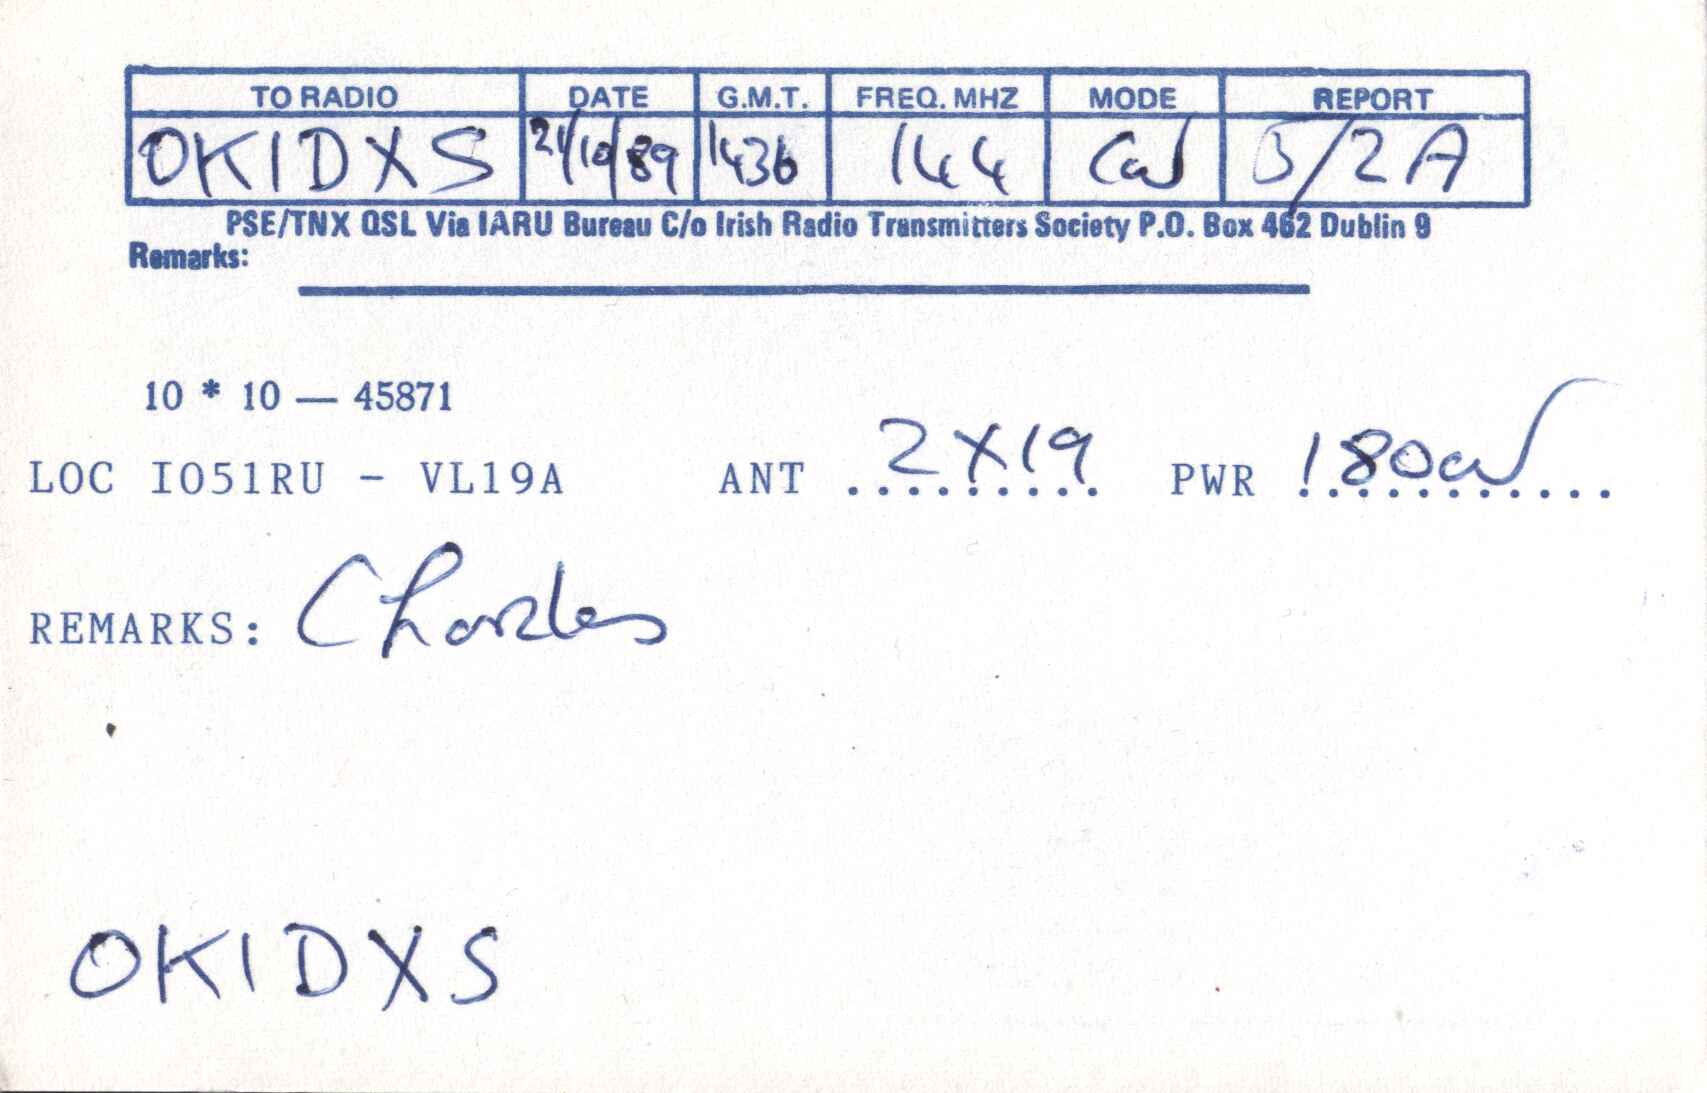 TO RADIO DATE G.M.T. FREQ. MHZ MODE REPORT
OK1DXS 21/10/89 1436 144 CW 5/2A
PSE/TNX QSL Via IARU Bureau C/o Irish Radio Transmitters Society P.O. Box 462 Dublin 9
Remarks:
10 * 10 — 45871
LOC IO51RU - VL19A ANT 2X19 PWR 180W
REMARKS: Charles
OK1DXS